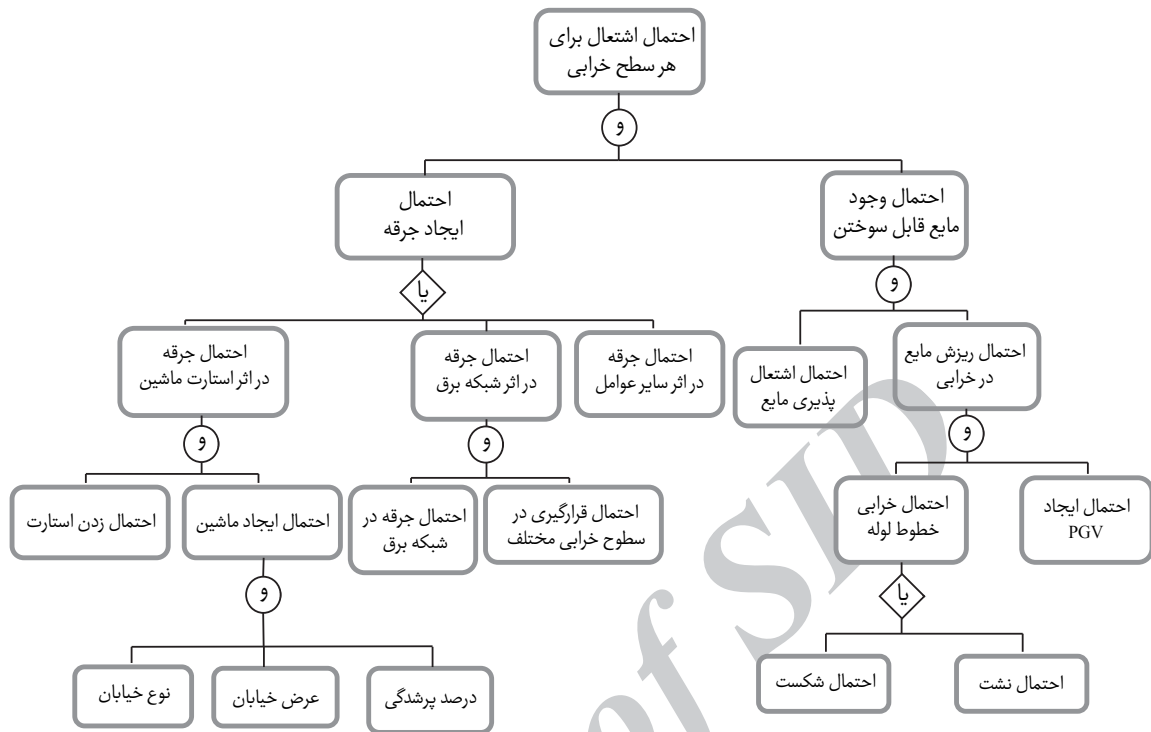 احتمال اشتعال برای
هر سطح خرابی
و
احتمال وجود
مایع قابل سوختن
احتمال
ایجاد جرقه
و
یا
احتمال ریزش مایع
در خرابی
احتمال اشتعال
پذیری مایع
احتمال جرقه
در اثر سایر عوامل
احتمال جرقه
در اثر شبکه برق
احتمال جرقه
در اثر استارت ماشین
و
و
و
احتمال ایجاد
PGV
احتمال خرابی
خطوط لوله
احتمال قرارگیری در
سطوح خرابی مختلف
احتمال جرقه در
شبکه برق
احتمال ایجاد ماشین
احتمال زدن استارت
یا
و
احتمال نشت
احتمال شکست
درصد پرشدگی
عرض خیابان
نوع خیابان
of SID